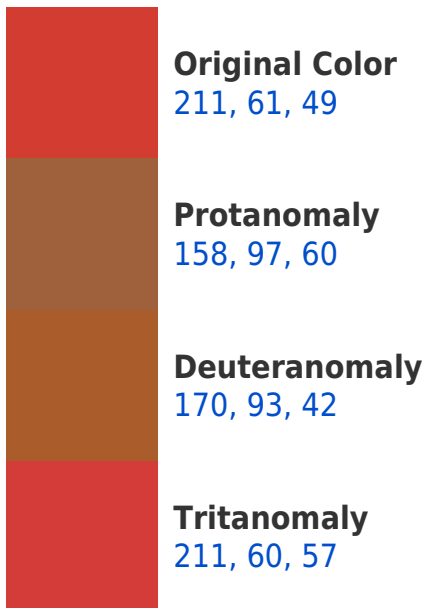 Original Color
211, 61, 49
Protanomaly
158, 97, 60
Deuteranomaly
170, 93, 42
Tritanomaly
211, 60, 57